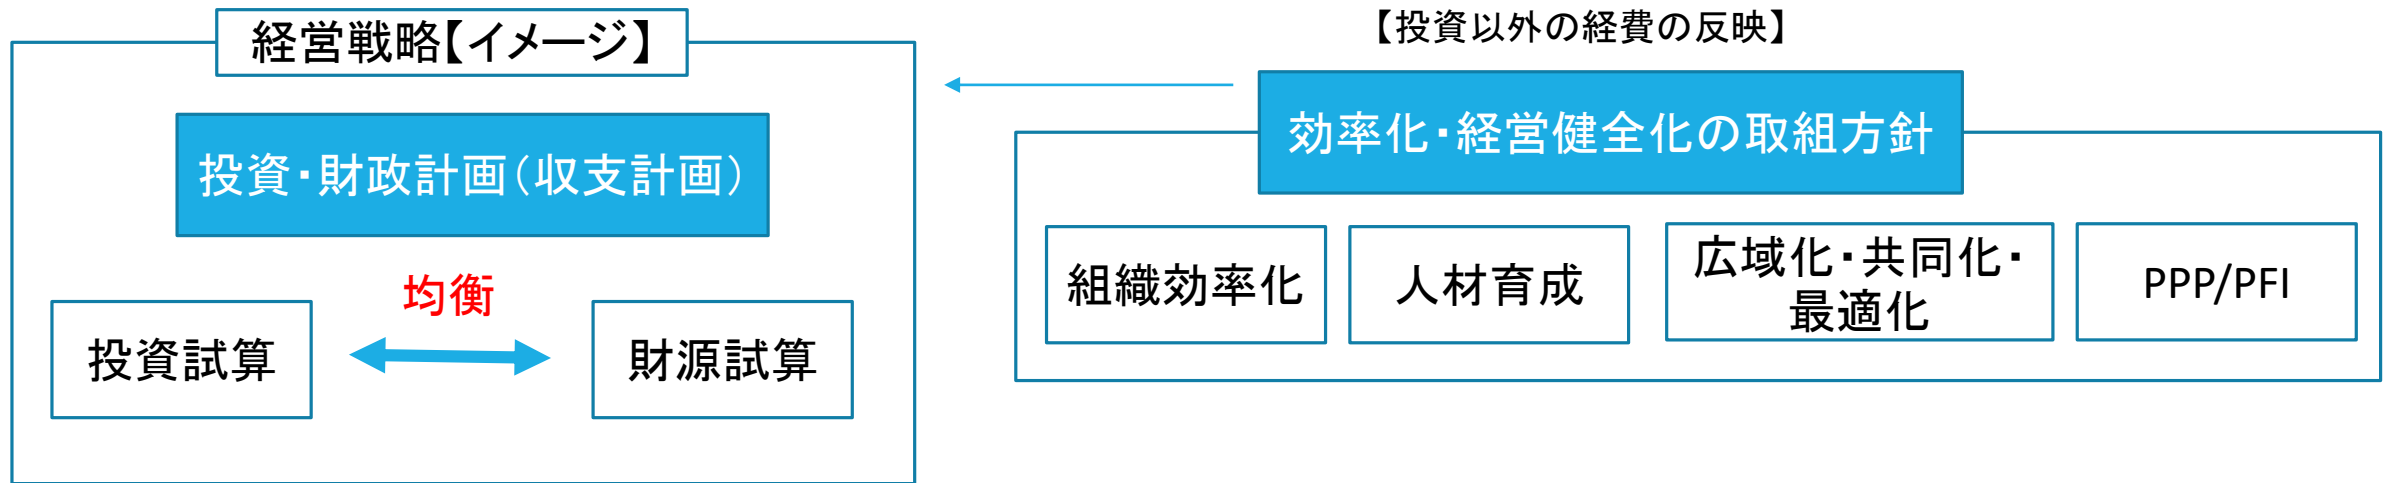 経営戦略【イメージ】
投資・財政計画（収支計画）
均衡
投資試算
財源試算
【投資以外の経費の反映】
効率化・経営健全化の取組方針
組織効率化
人材育成
広域化・共同化・
最適化
PPP/PFI